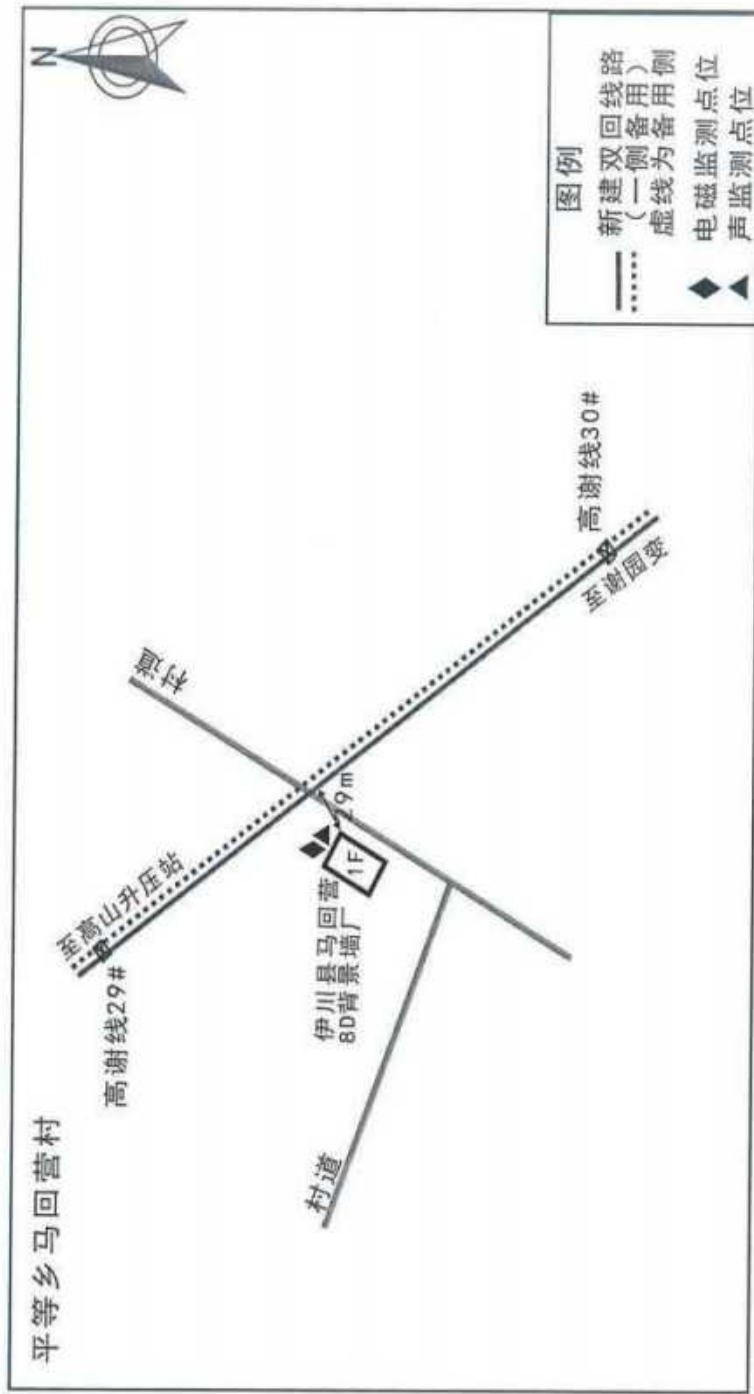 平等乡马回营村
N
至高山升压站
高谢线29#
村道
伊川县马回营
8D背景墙厂
1F
29m
村道
高谢线30#
至谢园变
图例
新建双回线路
（一侧备用）
虚线为备用侧
电磁监测点位
声监测点位